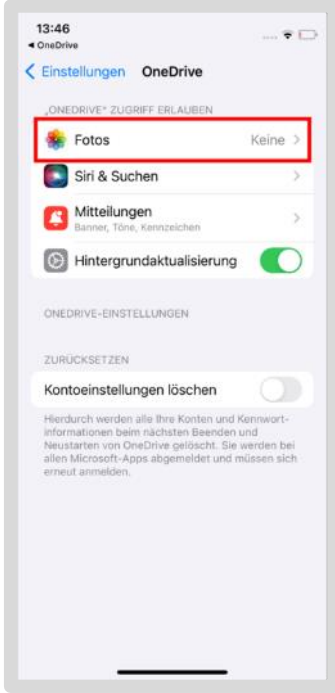 13:46
◀ OneDrive
Einstellungen OneDrive
„ONEDRIVE“ ZUGRIFF ERLAUBEN
Fotos Keine
Siri & Suchen
Mitteilungen
Banner, Töne, Kennzeichen
Hintergrundaktualisierung
ONEDRIVE-EINSTELLUNGEN
ZURÜCKSETZEN
Kontoeinstellungen löschen
Hierdurch werden alle Ihre Konten und Kennwort-
informationen beim nächsten Beenden und
Neustarten von OneDrive gelöscht. Sie werden bei
allen Microsoft-Apps abgemeldet und müssen sich
erneut anmelden.